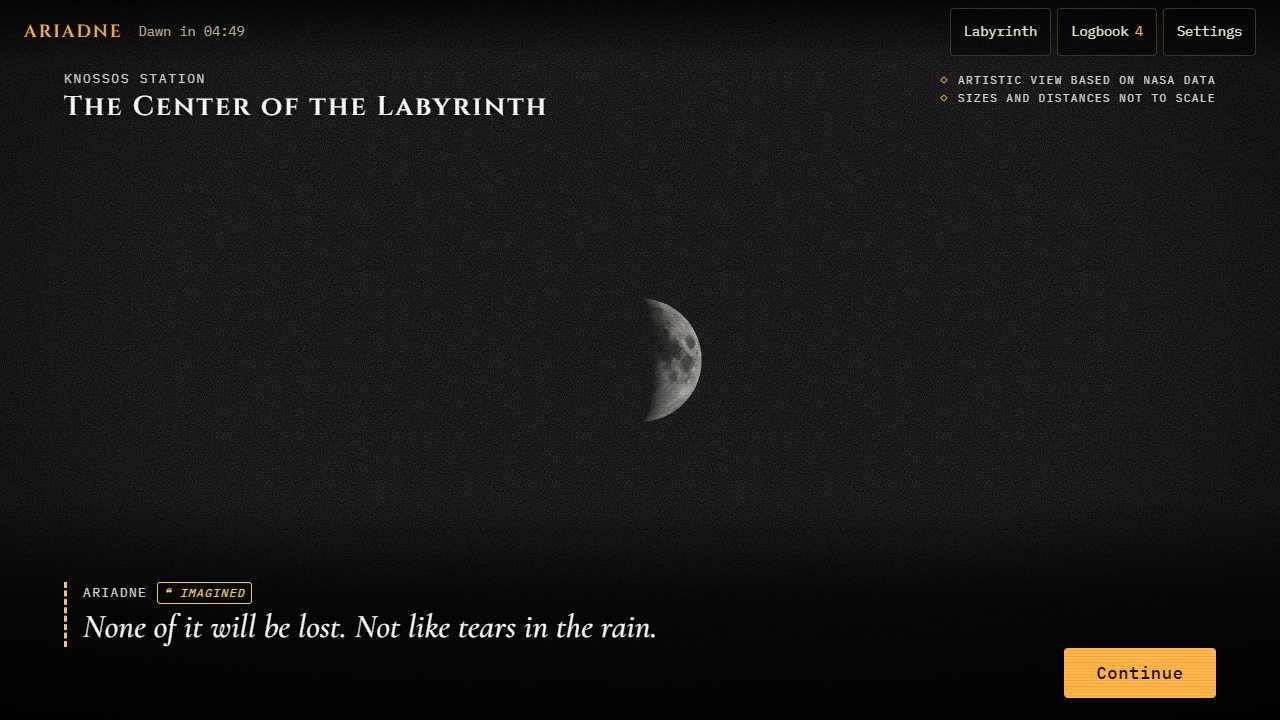 ARIADNE Dawn in 04:49 Labyrinth Logbook 4 Settings
KNOSSOS STATION
The Center of the Labyrinth
◇ ARTISTIC VIEW BASED ON NASA DATA
◇ SIZES AND DISTANCES NOT TO SCALE
ARIADNE ❝ IMAGINED
None of it will be lost. Not like tears in the rain.
Continue